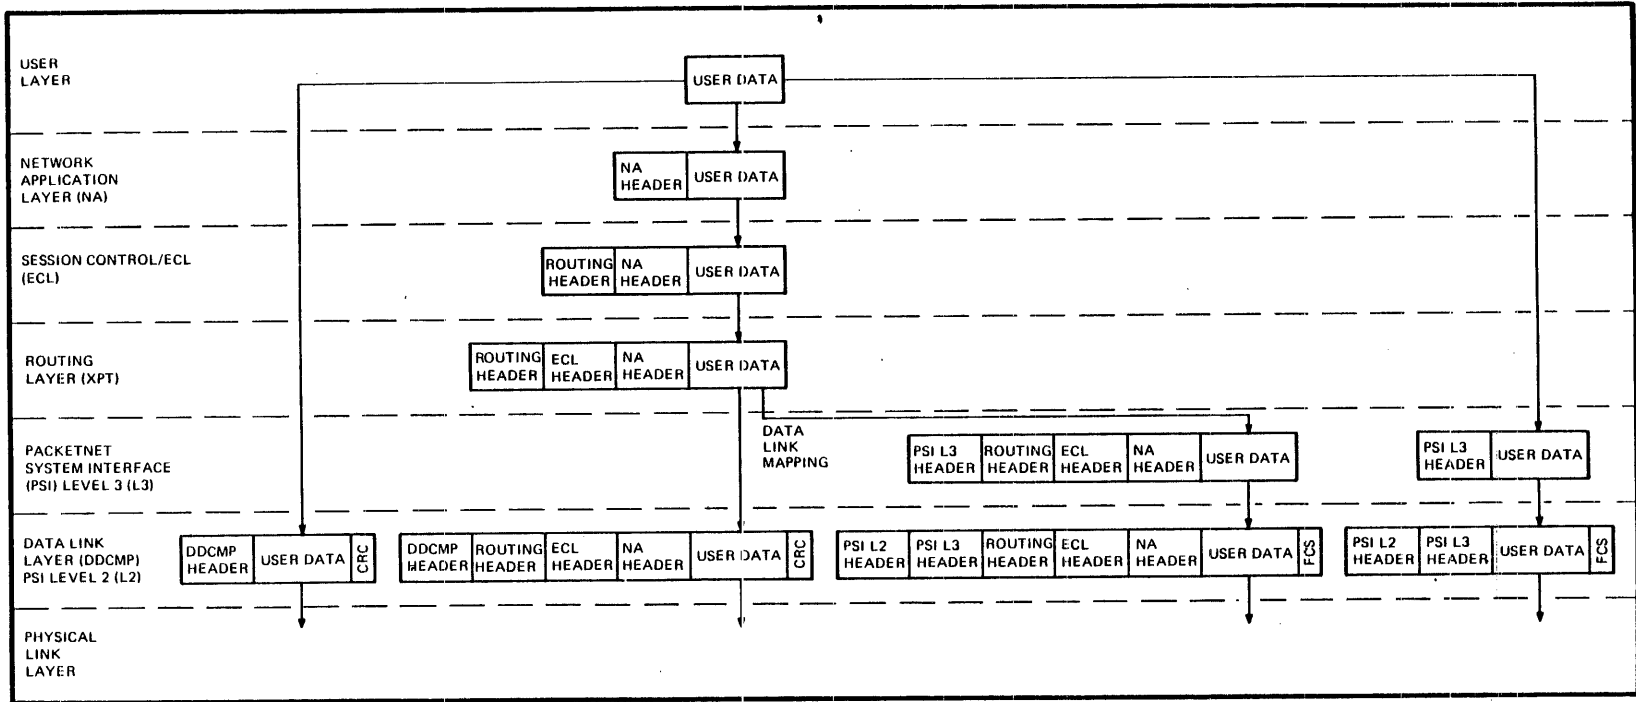 USER
LAYER
USER DATA
NETWORK
APPLICATION
LAYER (NA)
NA
HEADER
USER DATA
SESSION CONTROL/ECL
(ECL)
ROUTING
HEADER
NA
HEADER
USER DATA
ROUTING
LAYER (XPT)
ROUTING
HEADER
ECL
HEADER
NA
HEADER
USER DATA
DATA
LINK
MAPPING
PACKETNET
SYSTEM INTERFACE
(PSI) LEVEL 3 (L3)
PSI L3
HEADER
ROUTING
HEADER
ECL
HEADER
NA
HEADER
USER DATA
PSI L3
HEADER
USER DATA
DATA LINK
LAYER (DDCMP)
PSI LEVEL 2 (L2)
DDCMP
HEADER
USER DATA
CRC
DDCMP
HEADER
ROUTING
HEADER
ECL
HEADER
NA
HEADER
USER DATA
CRC
PSI L2
HEADER
PSI L3
HEADER
ROUTING
HEADER
ECL
HEADER
NA
HEADER
USER DATA
FCS
PSI L2
HEADER
PSI L3
HEADER
USER DATA
FCS
PHYSICAL
LINK
LAYER